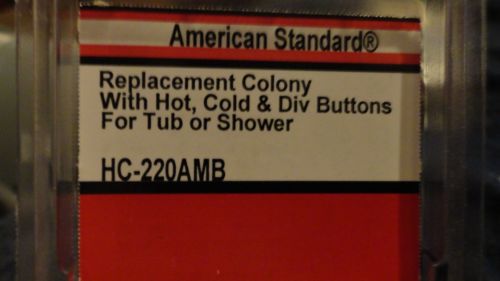 American Standard®
Replacement Colony
With Hot, Cold & Div Buttons
For Tub or Shower
HC-220AMB